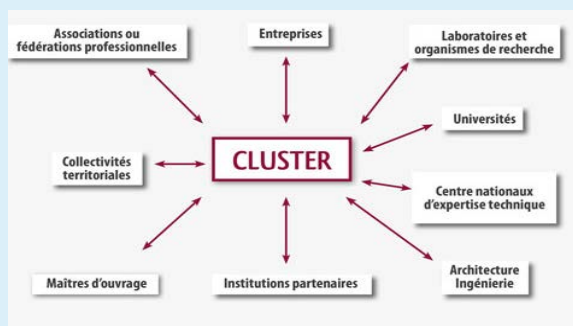 Associations ou
fédérations professionnelles
Entreprises
Laboratoires et
organismes de recherche
Universités
CLUSTER
Collectivités
territoriales
Centre nationaux
d'expertise technique
Maîtres d'ouvrage
Institutions partenaires
Architecture
Ingénierie